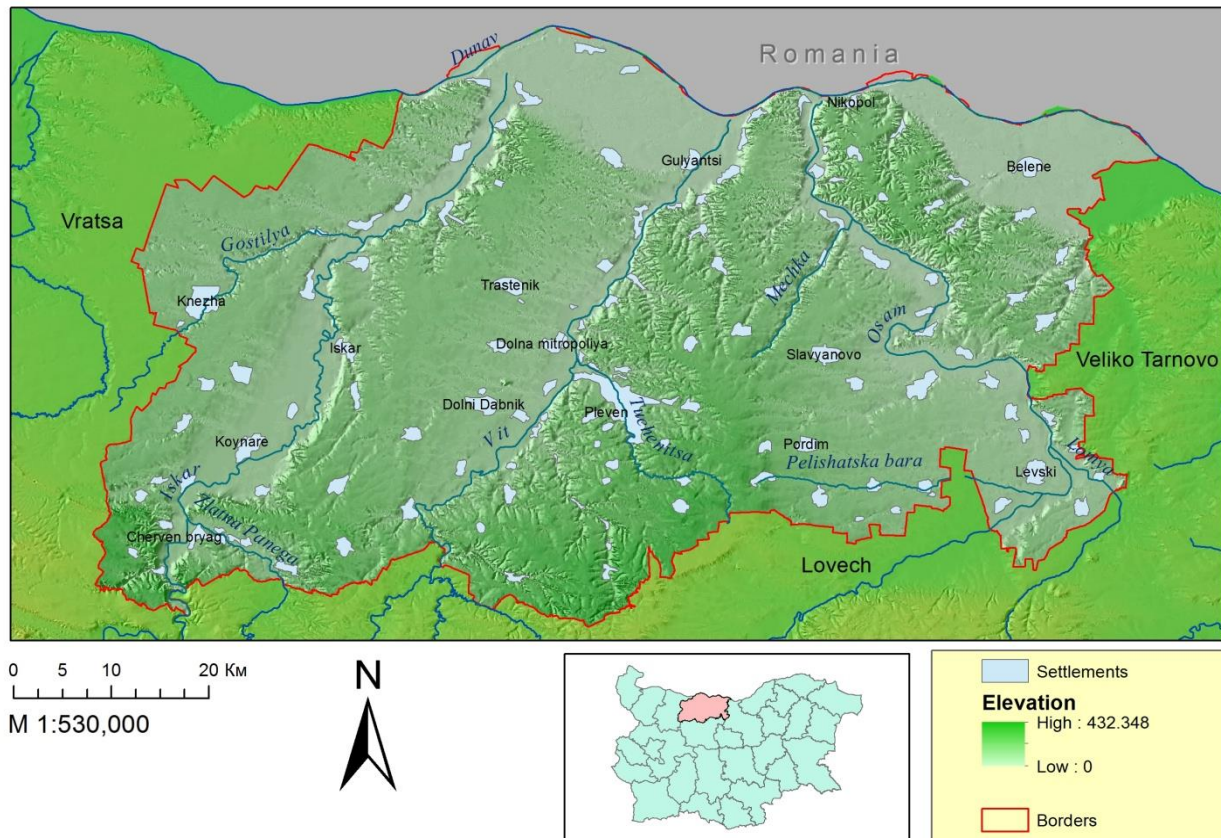 Romania
Dunav
Nikopol
Gulyantsi
Belene
Vratsa
Gostilya
Knezha
Trastenik
Mechka
Osam
Iskar
Dolna mitropoliya
Slavyanovo
Veliko Tarnovo
Dolni Dabnik
Pleven
Tuchenitsa
Vit
Koynare
Pordim
Pelishatska bara
Levski
Lomya
Iskar
Zlatna Panega
Cherven bryag
Lovech
0 5 10 20 Км
M 1:530,000
N
Settlements
Elevation
High : 432.348
Low : 0
Borders